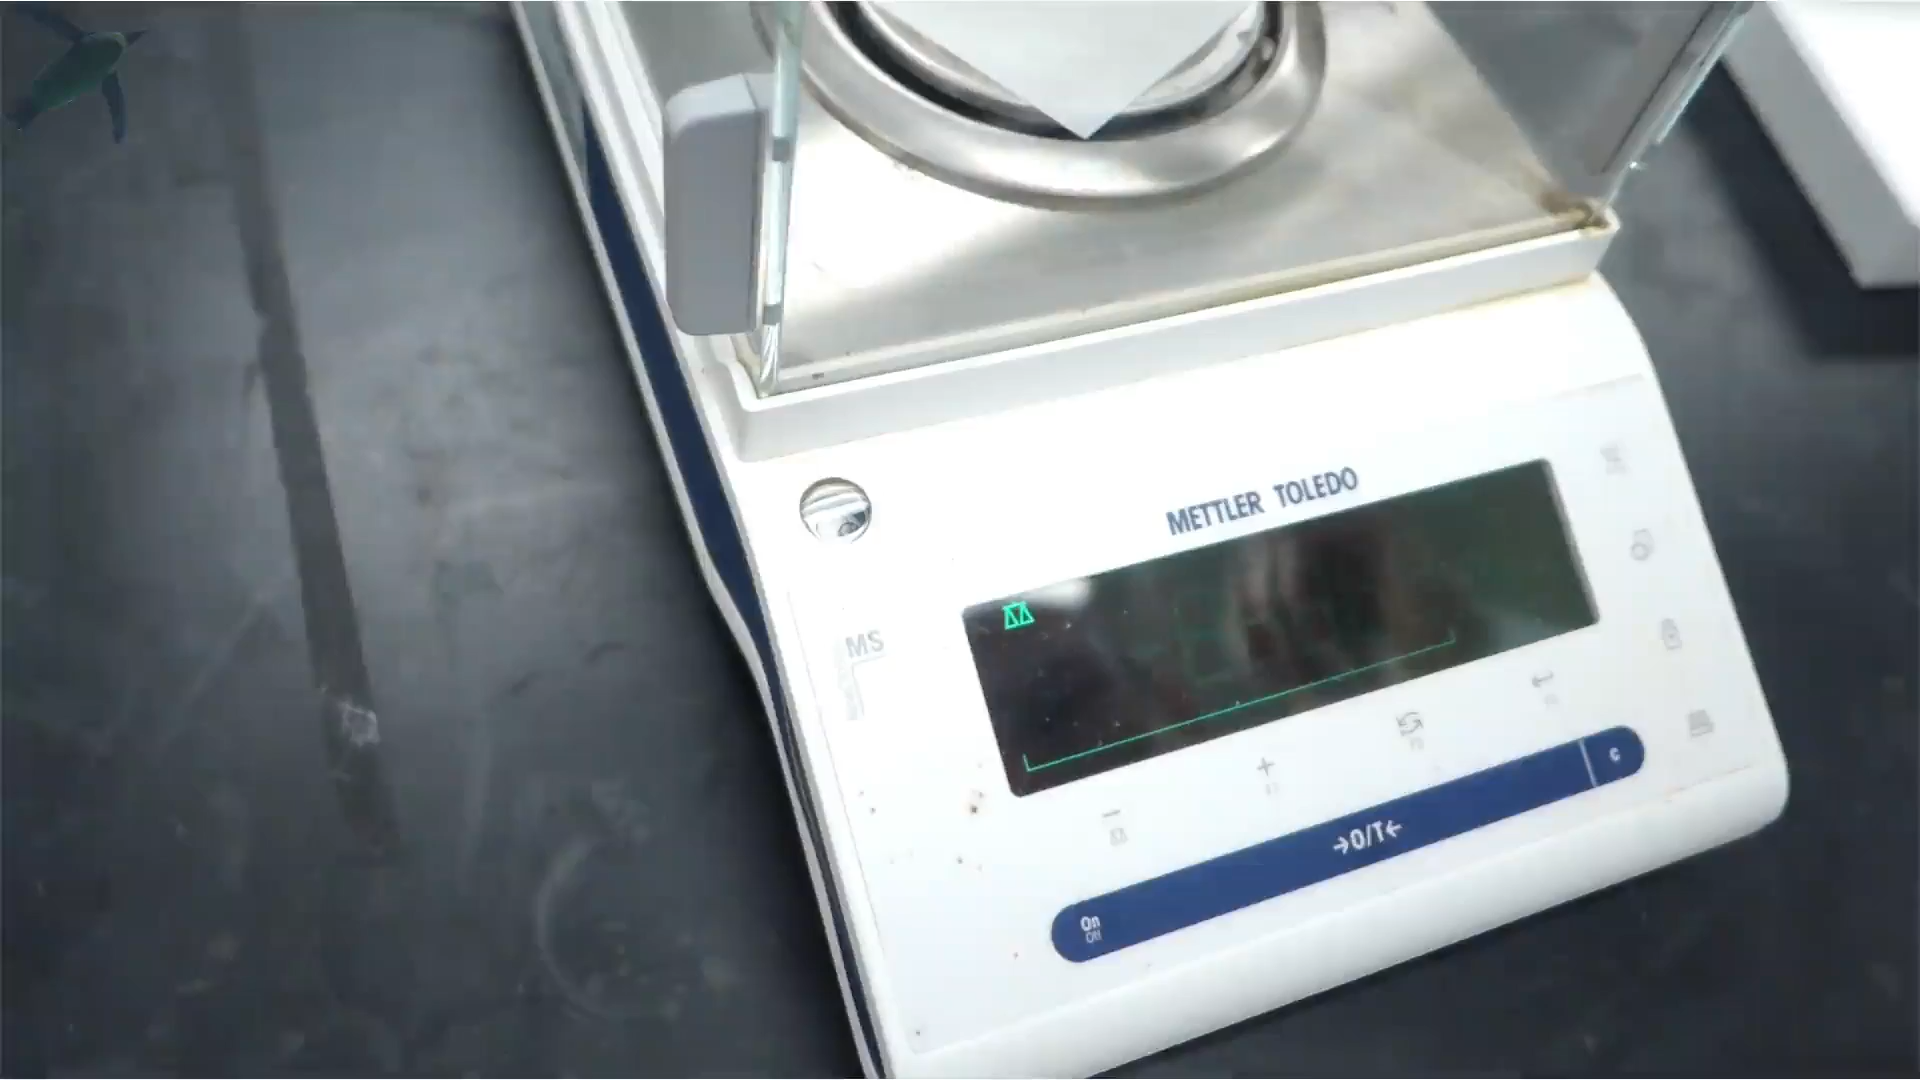 METTLER TOLEDO
MS
→0/T←
C
On
Off